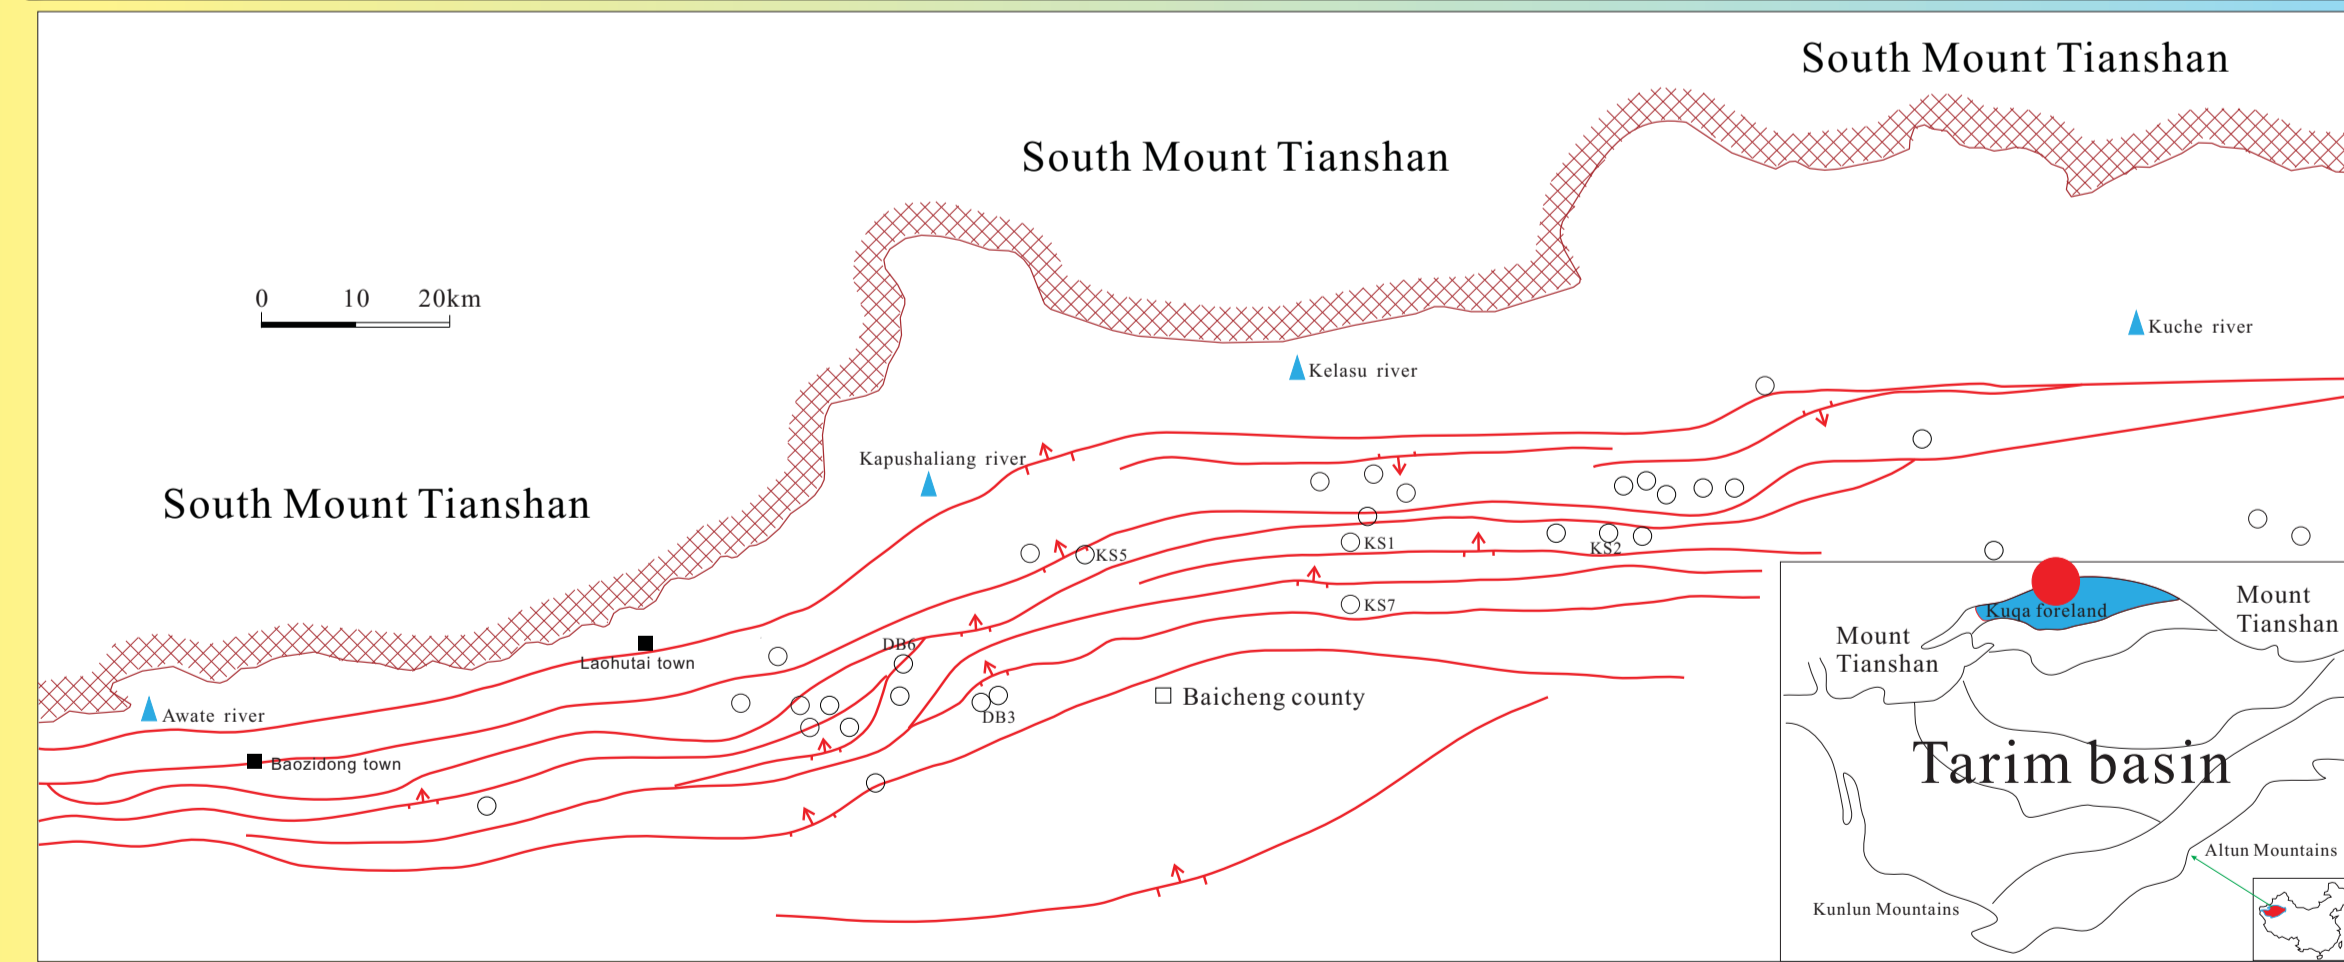 South Mount Tianshan
South Mount Tianshan
0 10 20km
Kuche river
Kelasu river
Kapushaliang river
South Mount Tianshan
KS1
KS2
KS5
KS7
Laohutai town
DB6
Baicheng county
DB3
Awate river
Baozidong town
Kuqa foreland
Mount
Tianshan
Mount
Tianshan
Tarim basin
Altun Mountains
Kunlun Mountains